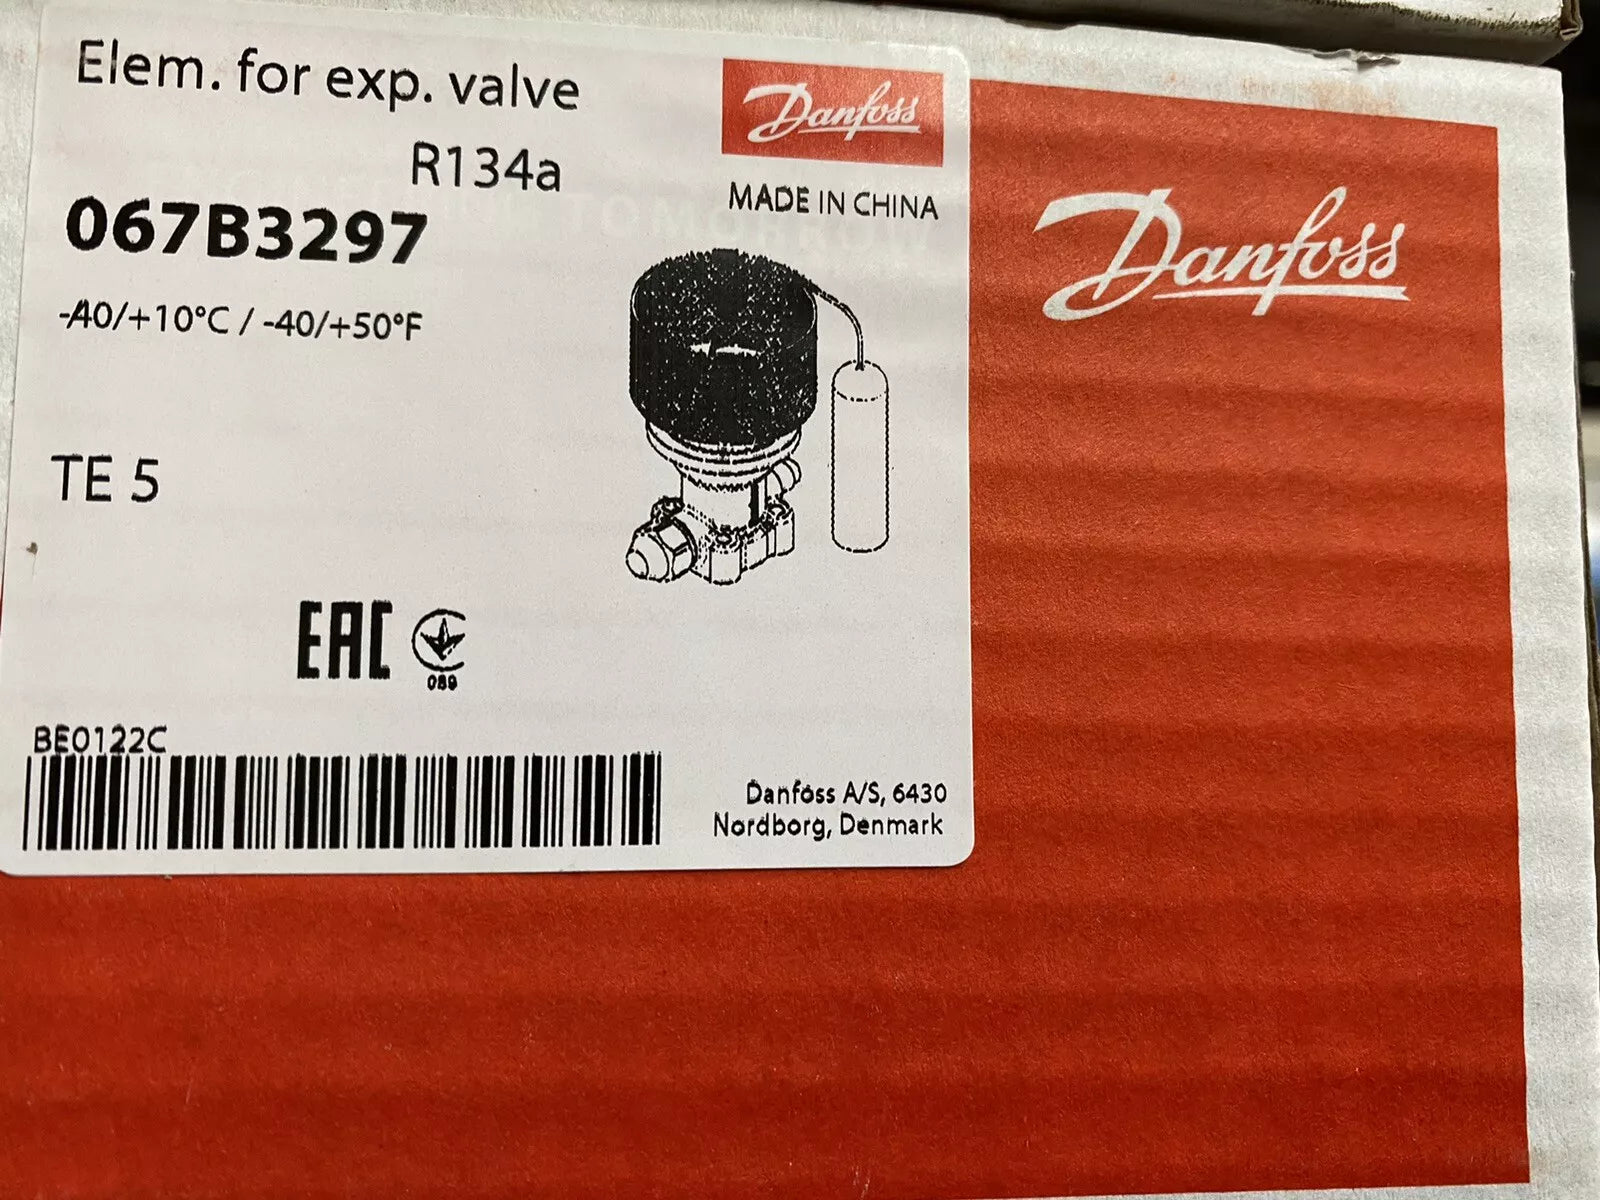 Elem. for exp. valve
R134a
067B3297
-40/+10°C / -40/+50°F
TE 5
Danfoss
MADE IN CHINA
EAC
089
BE0122C
Danfoss A/S, 6430
Nordborg, Denmark
Danfoss